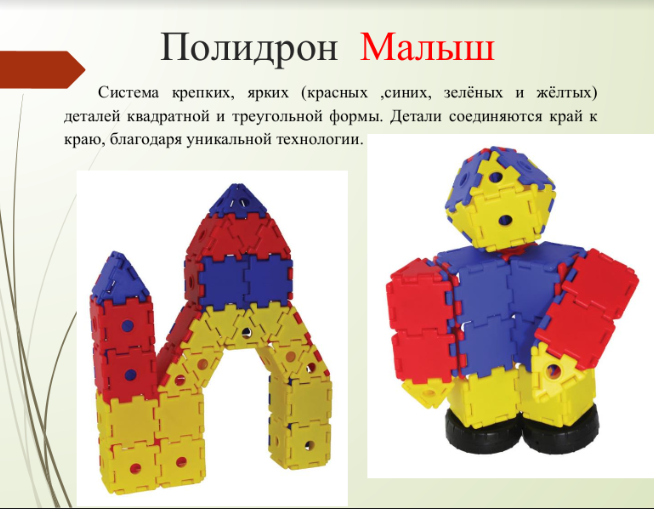 Полидрон Малыш
Система крепких, ярких (красных ,синих, зелёных и жёлтых)
деталей квадратной и треугольной формы. Детали соединяются край к
краю, благодаря уникальной технологии.